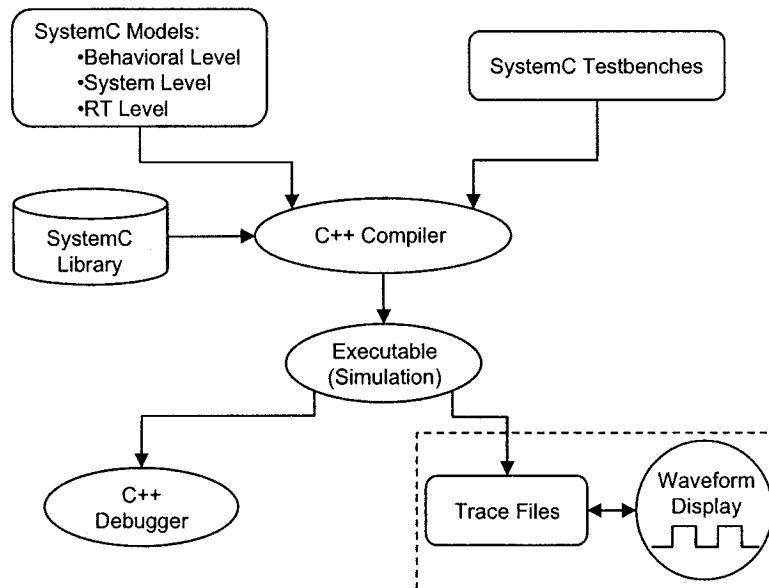 SystemC Models:
•Behavioral Level
•System Level
•RT Level
SystemC Testbenches
SystemC
Library
C++ Compiler
Executable
(Simulation)
C++
Debugger
Trace Files
Waveform
Display